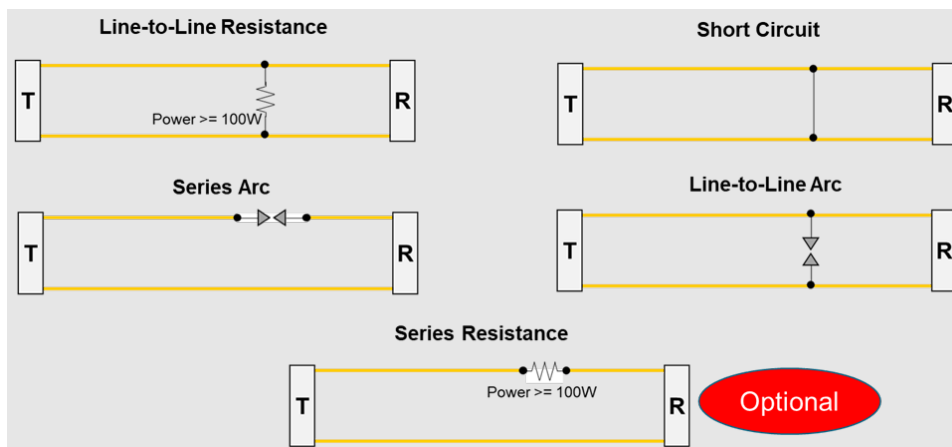 Line-to-Line Resistance
T
Power >= 100W
R
Short Circuit
T
R
Series Arc
T
R
Line-to-Line Arc
T
R
Series Resistance
T
Power >= 100W
R
Optional